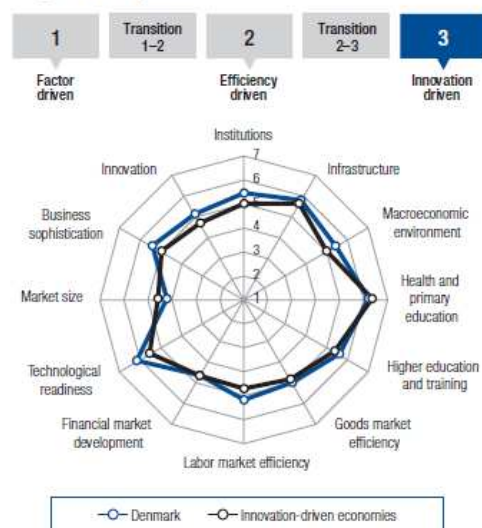 1
Transition
1–2
2
Transition
2–3
3
Factor
driven
Efficiency
driven
Innovation
driven
Institutions
Innovation
Infrastructure
Business
sophistication
Macroeconomic
environment
Market size
Health and
primary
education
Technological
readiness
Higher education
and training
Financial market
development
Goods market
efficiency
Labor market efficiency
7
6
5
4
3
2
1
Denmark
Innovation-driven economies